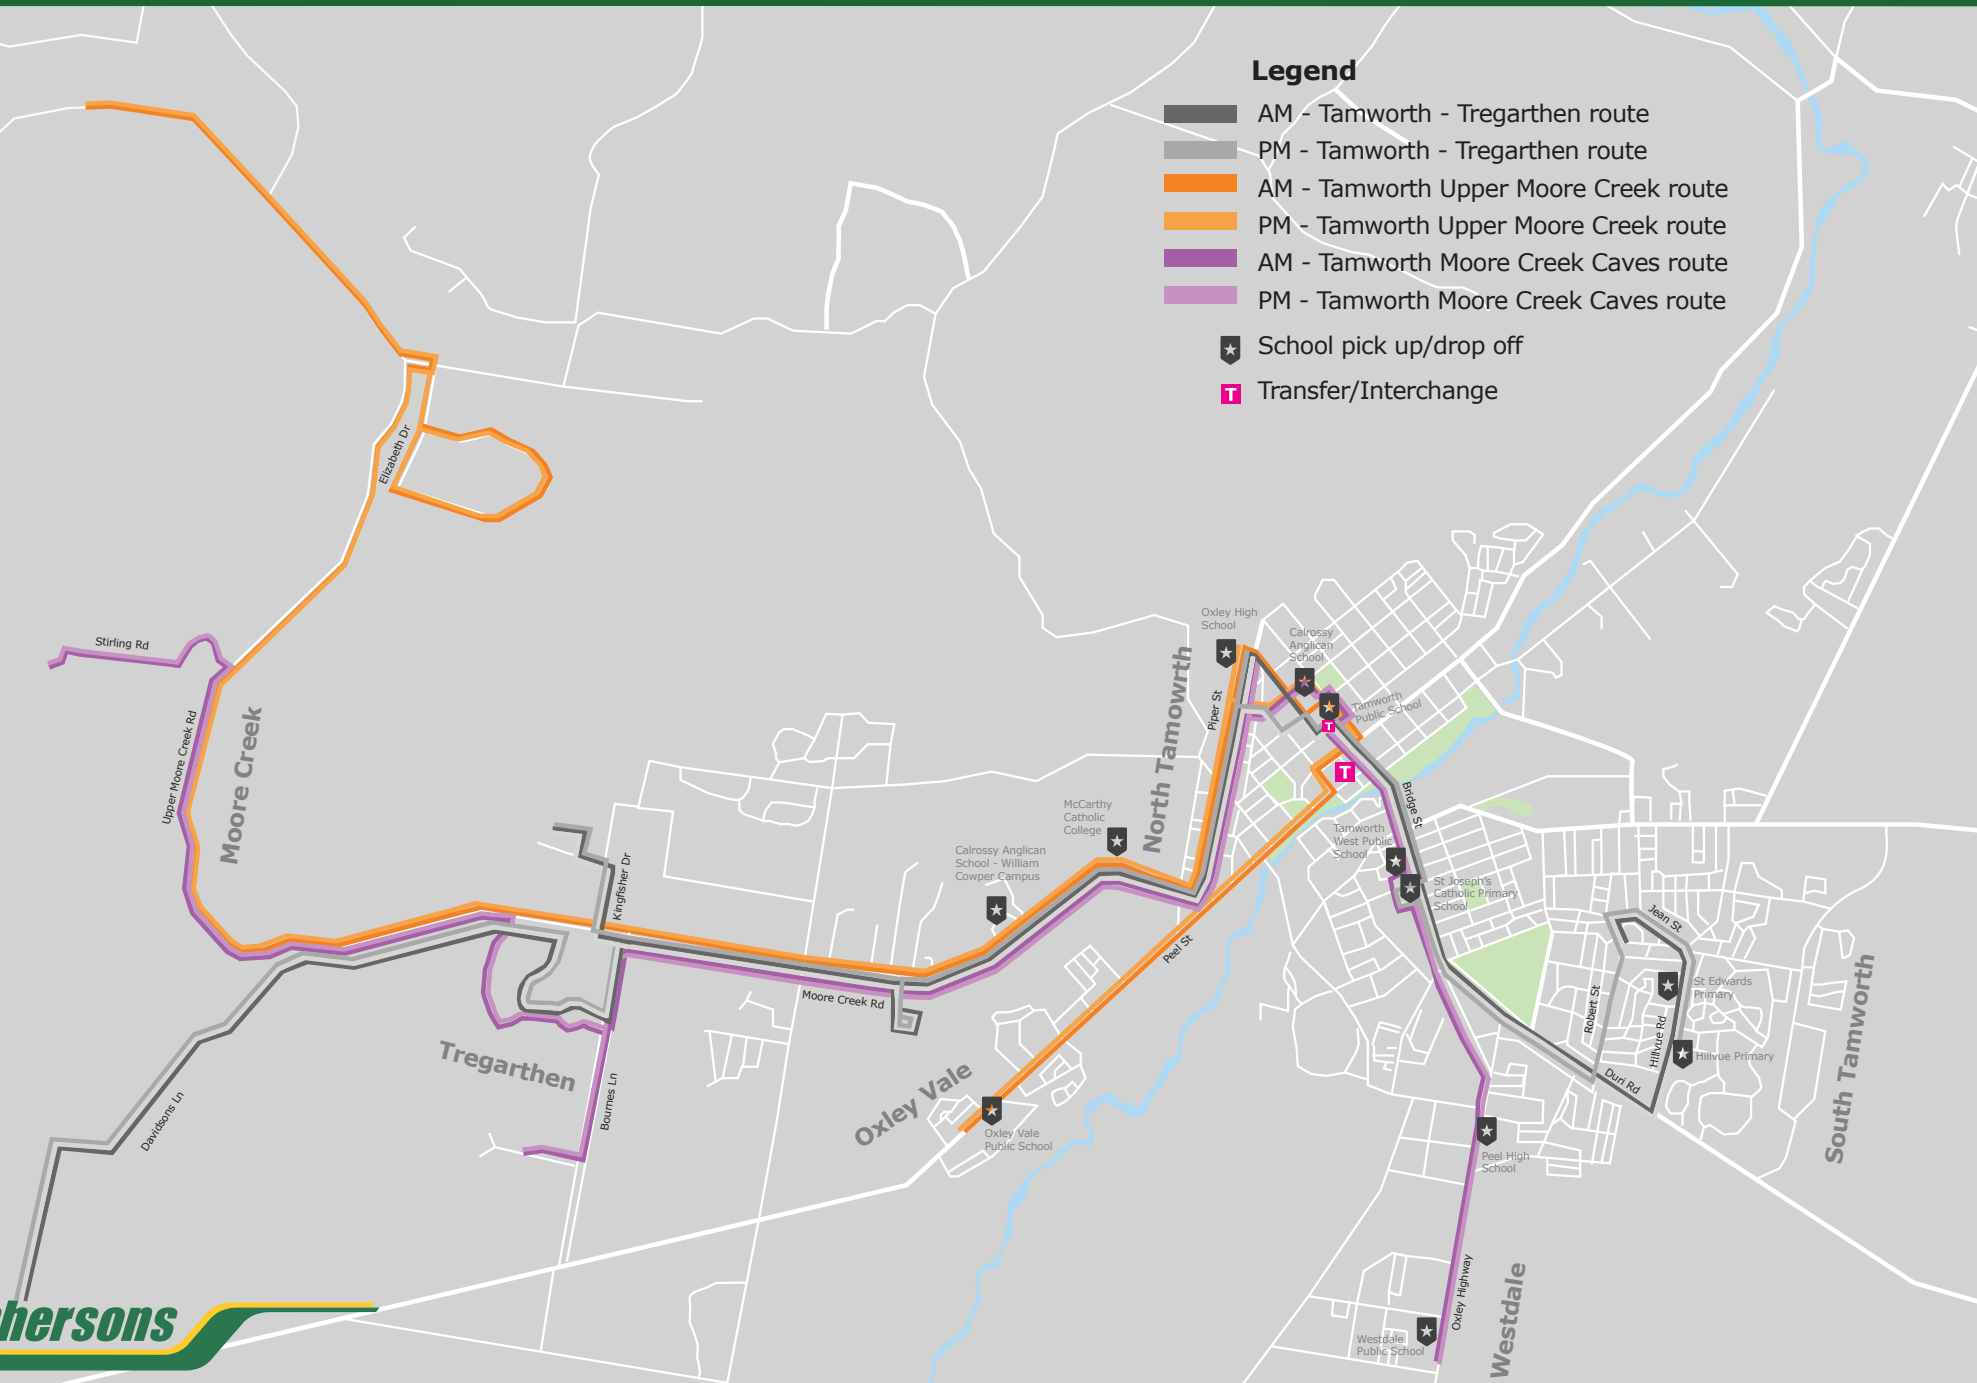 Legend
AM - Tamworth - Tregarthen route
PM - Tamworth - Tregarthen route
AM - Tamworth Upper Moore Creek route
PM - Tamworth Upper Moore Creek route
AM - Tamworth Moore Creek Caves route
PM - Tamworth Moore Creek Caves route
School pick up/drop off
T
Transfer/Interchange
Elizabeth Dr
Stirling Rd
Upper Moore Creek Rd
Moore Creek
Oxley High
School
Calrossy
Anglican
School
Tamworth
Public School
T
T
Piper St
North Tamowrth
McCarthy
Catholic
College
Calrossy Anglican
School - William
Cowper Campus
Kingfisher Dr
Bridge St
Tamworth
West Public
School
St Joseph's
Catholic Primary
School
Peel St
Moore Creek Rd
Jean St
St Edwards
Primary
Robert St
Hillvue Rd
Hillvue Primary
Duri Rd
South Tamworth
Tregarthen
Bournes Ln
Davidsons Ln
Oxley Vale
Oxley Vale
Public School
Peel High
School
Oxley Highway
Westdale
Westdale
Public School
hersons